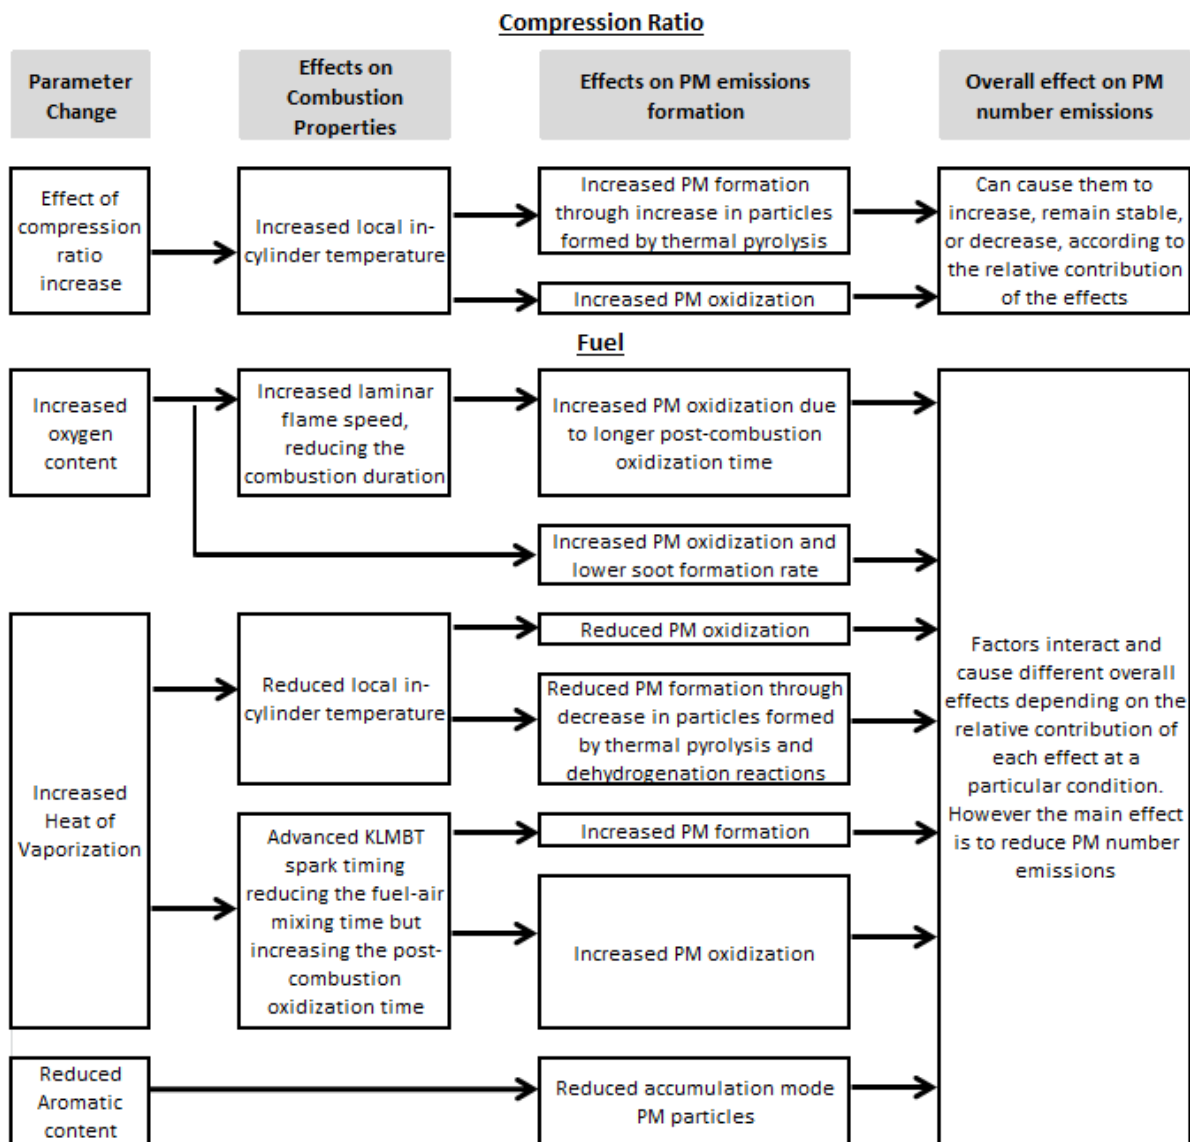 Compression Ratio
Parameter
Change
Effects on
Combustion
Properties
Effects on PM emissions
formation
Overall effect on PM
number emissions
Effect of
compression
ratio
increase
Increased local in-
cylinder temperature
Increased PM formation
through increase in particles
formed by thermal pyrolysis
Increased PM oxidization
Can cause them to
increase, remain stable,
or decrease, according to
the relative contribution
of the effects
Fuel
Increased
oxygen
content
Increased laminar
flame speed,
reducing the
combustion duration
Increased PM oxidization due
to longer post-combustion
oxidization time
Increased PM oxidization and
lower soot formation rate
Increased
Heat of
Vaporization
Reduced local in-
cylinder temperature
Reduced PM oxidization
Reduced PM formation through
decrease in particles formed
by thermal pyrolysis and
dehydrogenation reactions
Advanced KLMBT
spark timing
reducing the fuel-air
mixing time but
increasing the post-
combustion
oxidization time
Increased PM formation
Increased PM oxidization
Reduced
Aromatic
content
Reduced accumulation mode
PM particles
Factors interact and
cause different overall
effects depending on the
relative contribution of
each effect at a
particular condition.
However the main effect
is to reduce PM number
emissions